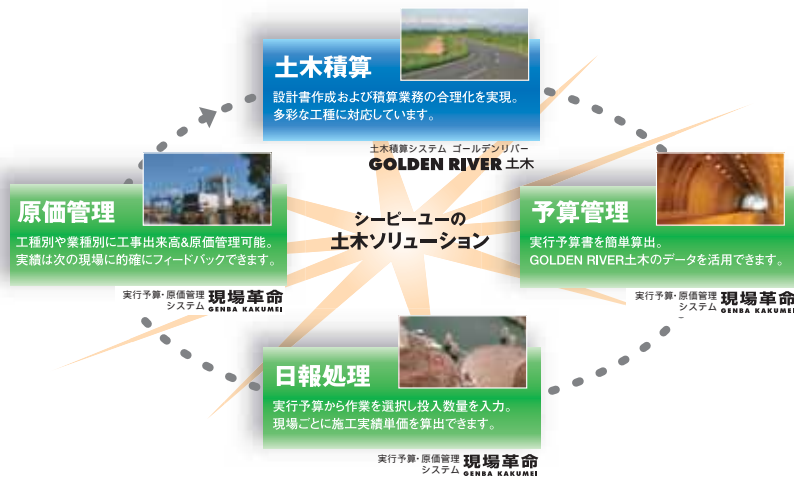 土木積算
設計書作成および積算業務の合理化を実現。
多彩な工種に対応しています。
土木積算システム ゴールデンリバー
GOLDEN RIVER 土木
原価管理
工種別や業種別に工事出来高&原価管理可能。
実績は次の現場に的確にフィードバックできます。
実行予算・原価管理
システム 現場革命
GENBA KAKUMEI
シーピーユーの
土木ソリューション
予算管理
実行予算書を簡単算出。
GOLDEN RIVER土木のデータを活用できます。
実行予算・原価管理
システム 現場革命
GENBA KAKUMEI
日報処理
実行予算から作業を選択し投入数量を入力。
現場ごとに施工実績単価を算出できます。
実行予算・原価管理
システム 現場革命
GENBA KAKUMEI